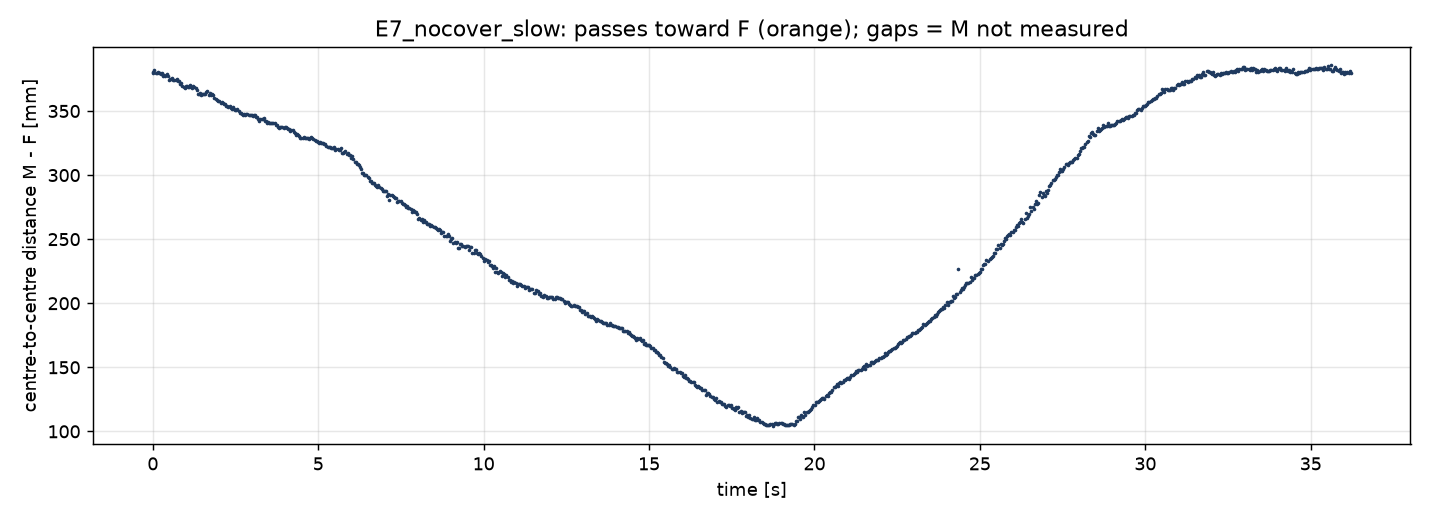 E7_nocover_slow: passes toward F (orange); gaps = M not measured
centre-to-centre distance M - F [mm]
350
300
250
200
150
100
0 5 10 15 20 25 30 35
time [s]